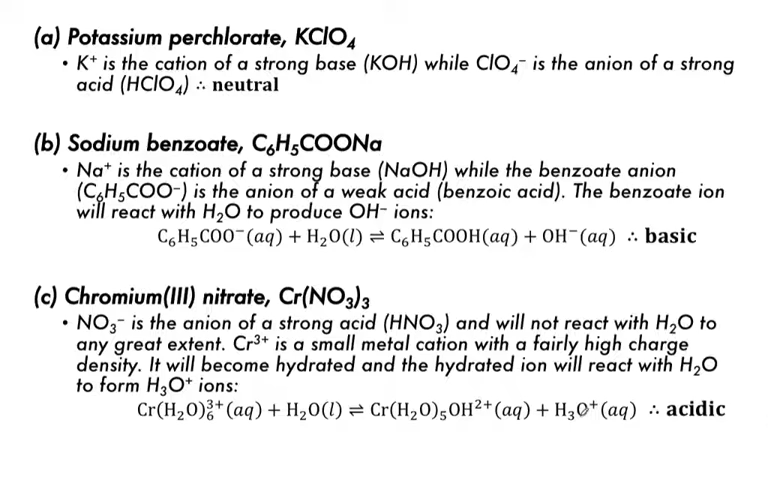 (a) Potassium perchlorate, KClO₄
• K⁺ is the cation of a strong base (KOH) while ClO₄⁻ is the anion of a strong
acid (HClO₄) ∴ neutral
(b) Sodium benzoate, C₆H₅COONa
• Na⁺ is the cation of a strong base (NaOH) while the benzoate anion
(C₆H₅COO⁻) is the anion of a weak acid (benzoic acid). The benzoate ion
will react with H₂O to produce OH⁻ ions:
C₆H₅COO⁻(aq) + H₂O(l) ⇌ C₆H₅COOH(aq) + OH⁻(aq) ∴ basic
(c) Chromium(III) nitrate, Cr(NO₃)₃
• NO₃⁻ is the anion of a strong acid (HNO₃) and will not react with H₂O to
any great extent. Cr³⁺ is a small metal cation with a fairly high charge
density. It will become hydrated and the hydrated ion will react with H₂O
to form H₃O⁺ ions:
Cr(H₂O)₆³⁺(aq) + H₂O(l) ⇌ Cr(H₂O)₅OH²⁺(aq) + H₃O⁺(aq) ∴ acidic